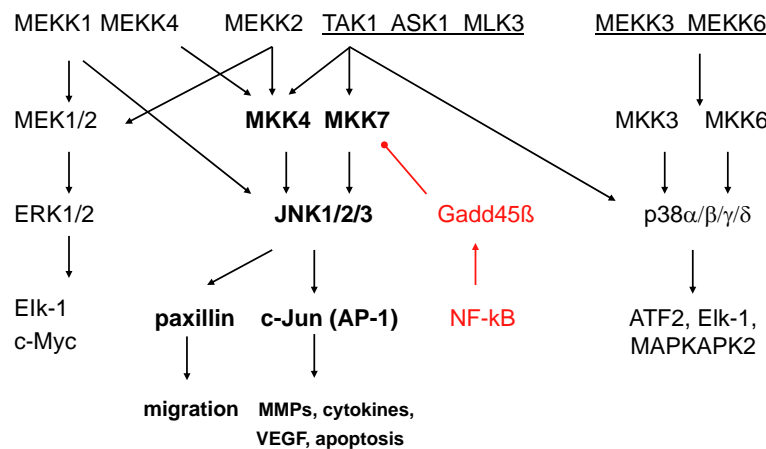 MEKK1 MEKK4 MEKK2 TAK1 ASK1 MLK3 MEKK3 MEKK6
MEK1/2 MKK4 MKK7 MKK3 MKK6
ERK1/2 JNK1/2/3 Gadd45ß p38α/β/γ/δ
Elk-1
c-Myc
paxillin c-Jun (AP-1) NF-kB
ATF2, Elk-1,
MAPKAPK2
migration
MMPs, cytokines,
VEGF, apoptosis